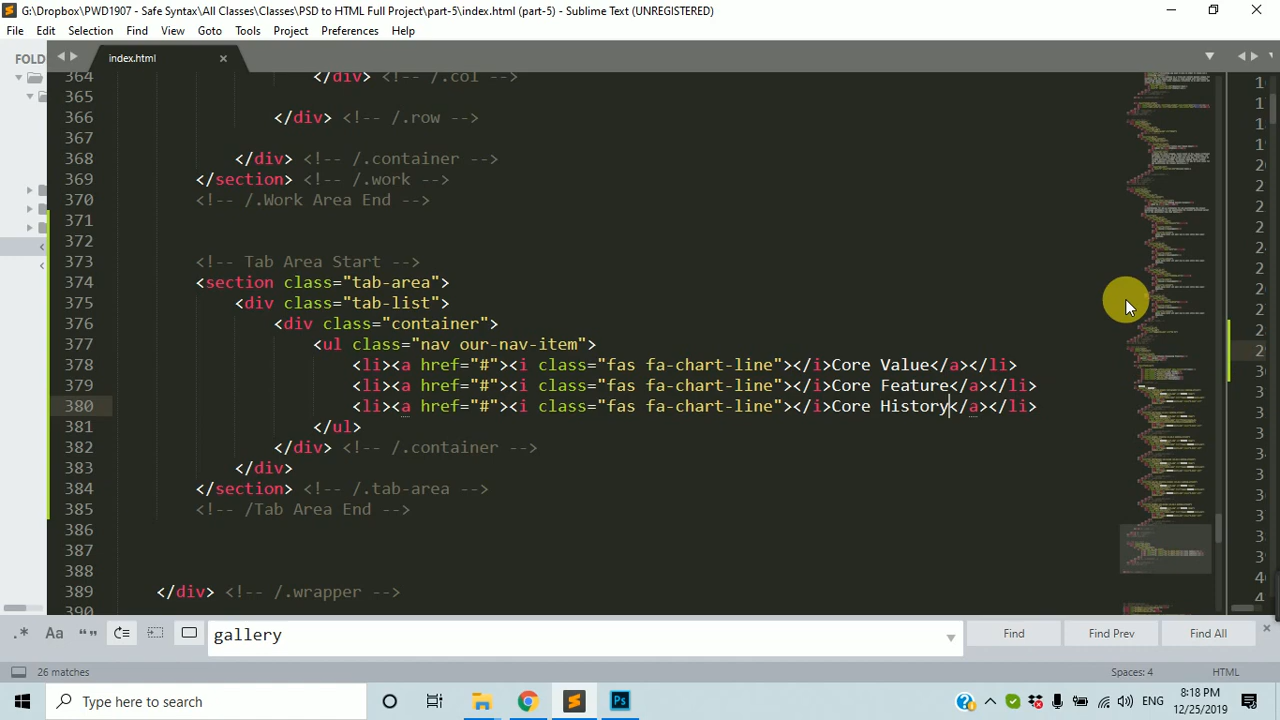 G:\Dropbox\PWD1907 - Safe Syntax\All Classes\Classes\PSD to HTML Full Project\part-5\index.html (part-5) - Sublime Text (UNREGISTERED)
File Edit Selection Find View Goto Tools Project Preferences Help
FOLD
index.html
364 </div> <!-- /.col -->
365
366 </div> <!-- /.row -->
367
368 </div> <!-- /.container -->
369 </section> <!-- /.work -->
370 <!-- /.Work Area End -->
371
372
373 <!-- Tab Area Start -->
374 <section class="tab-area">
375 <div class="tab-list">
376 <div class="container">
377 <ul class="nav our-nav-item">
378 <li><a href="#"><i class="fas fa-chart-line"></i>Core Value</a></li>
379 <li><a href="#"><i class="fas fa-chart-line"></i>Core Feature</a></li>
380 <li><a href="#"><i class="fas fa-chart-line"></i>Core History</a></li>
381 </ul>
382 </div> <!-- /.container -->
383 </div>
384 </section> <!-- /.tab-area -->
385 <!-- /Tab Area End -->
386
387
388
389 </div> <!-- /.wrapper -->
390
.* Aa “ ” gallery Find Find Prev Find All
26 matches Spaces: 4 HTML
Type here to search
ENG
8:18 PM
12/25/2019